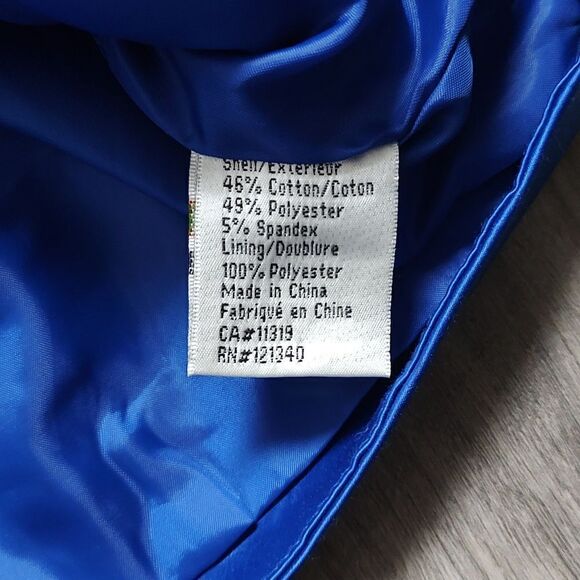 Shell/Exterieur
46% Cotton/Coton
49% Polyester
5% Spandex
Lining/Doublure
100% Polyester
Made in China
Fabriqué en Chine
CA#11319
RN#121340